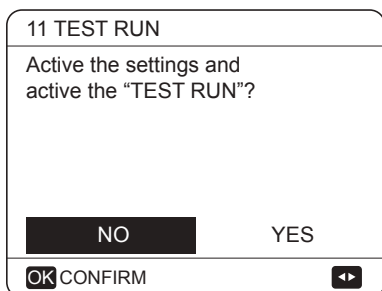 11 TEST RUN
Active the settings and
active the “TEST RUN”?
NO YES
OK CONFIRM